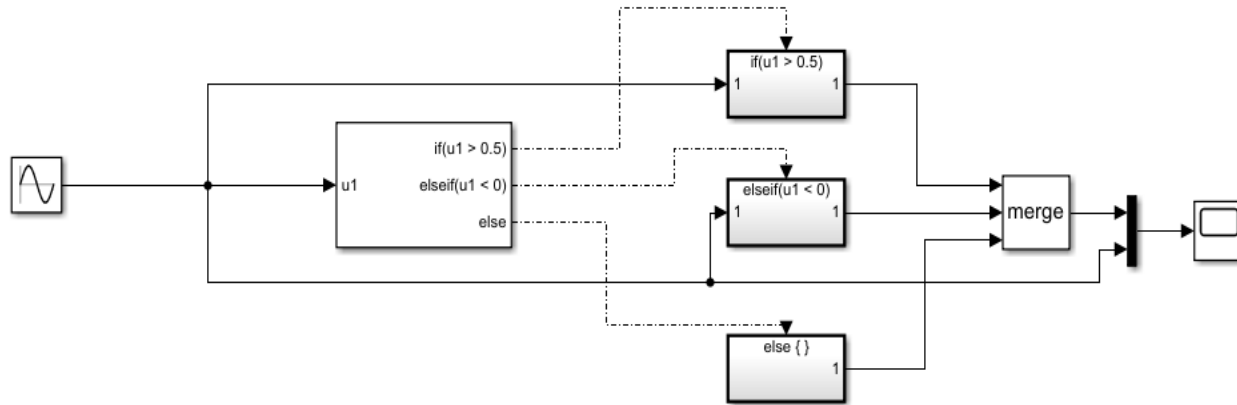 if(u1 > 0.5)
1 1
if(u1 > 0.5)
u1 elseif(u1 < 0)
else
elseif(u1 < 0)
1 1
merge
else { }
1